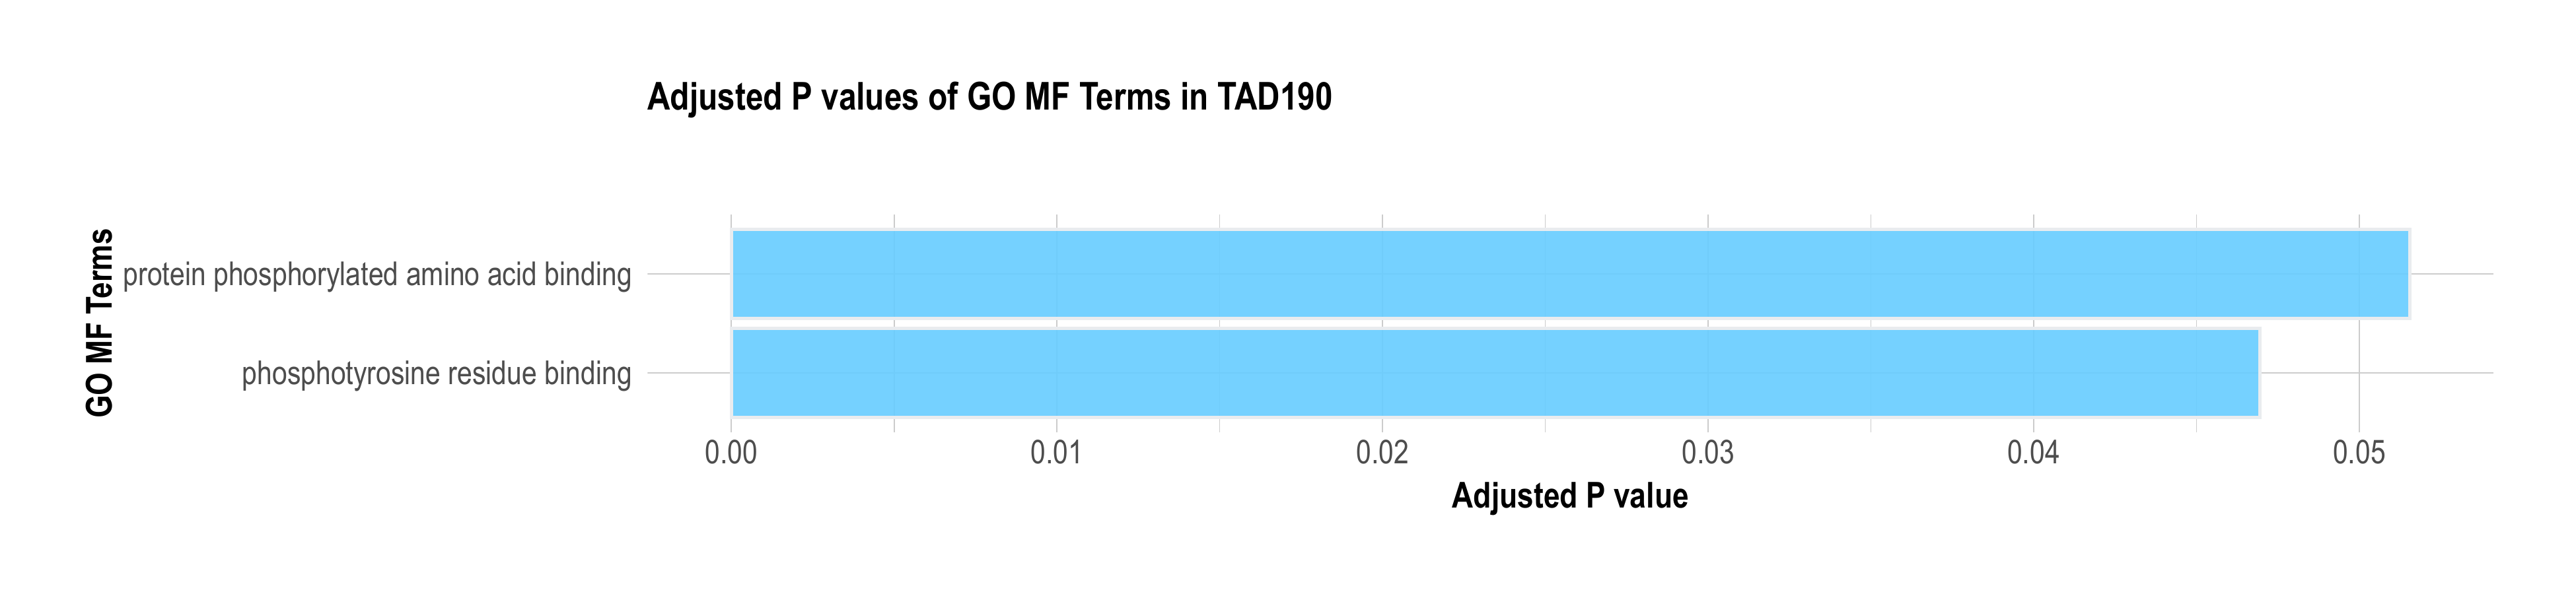 Adjusted P values of GO MF Terms in TAD190
GO MF Terms
protein phosphorylated amino acid binding
phosphotyrosine residue binding
0.00 0.01 0.02 0.03 0.04 0.05
Adjusted P value